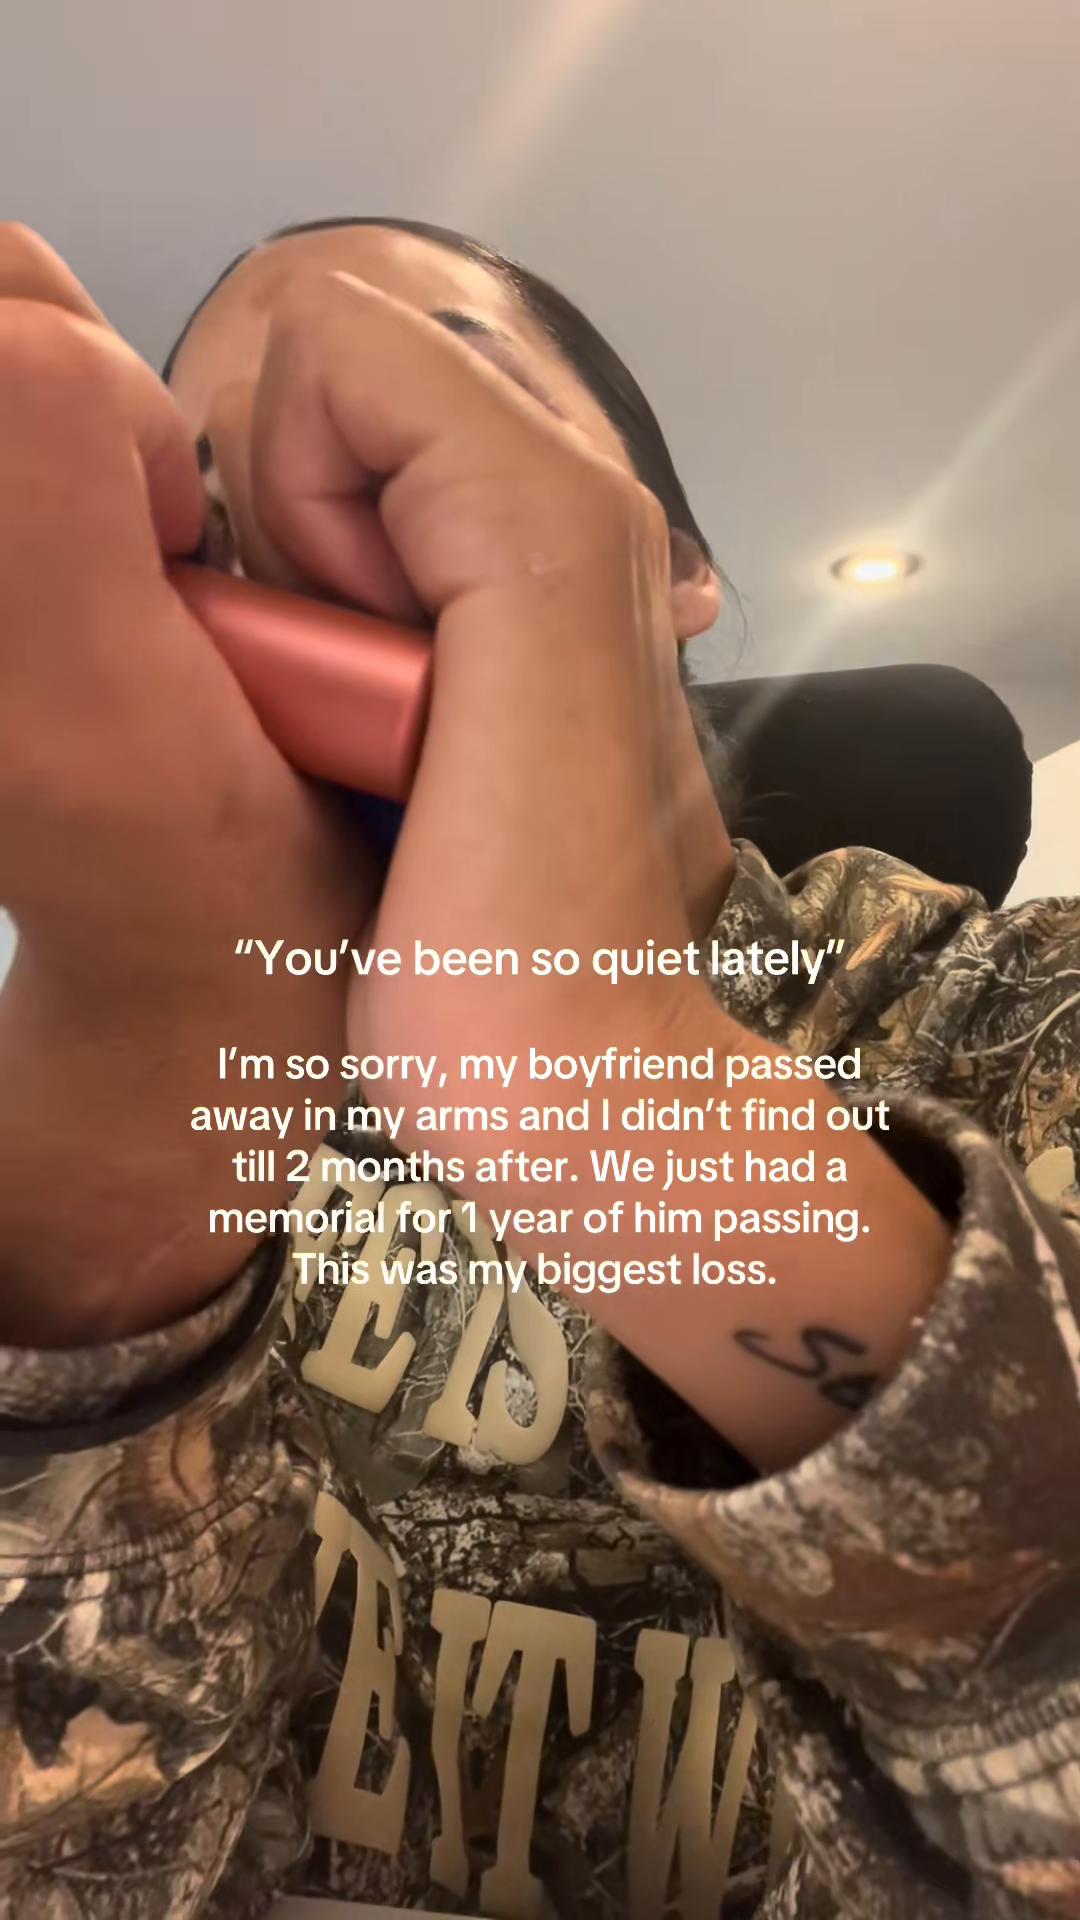 “You’ve been so quiet lately”
I’m so sorry, my boyfriend passed
away in my arms and I didn’t find out
till 2 months after. We just had a
memorial for 1 year of him passing.
This was my biggest loss.